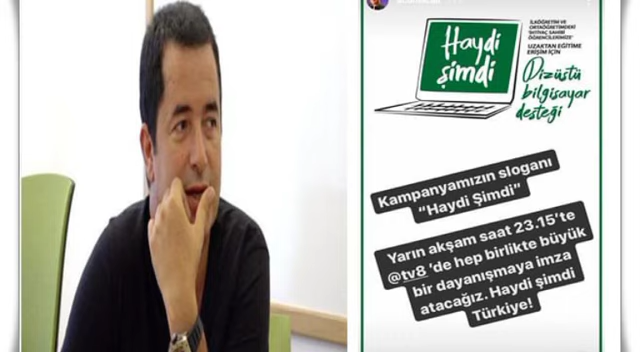 İLKÖĞRETİM VE
ORTAÖĞRETİMDEKİ
'İHTİYAÇ SAHİBİ
ÖĞRENCİLERİMİZE'
UZAKTAN EĞİTİME
ERİŞİM İÇİN
Haydi
şimdi
Dizüstü
bilgisayar
desteği
Kampanyamızın sloganı
“Haydi Şimdi”
Yarın akşam saat 23.15’te
@tv8 ’de hep birlikte büyük
bir dayanışmaya imza
atacağız. Haydi şimdi
Türkiye!